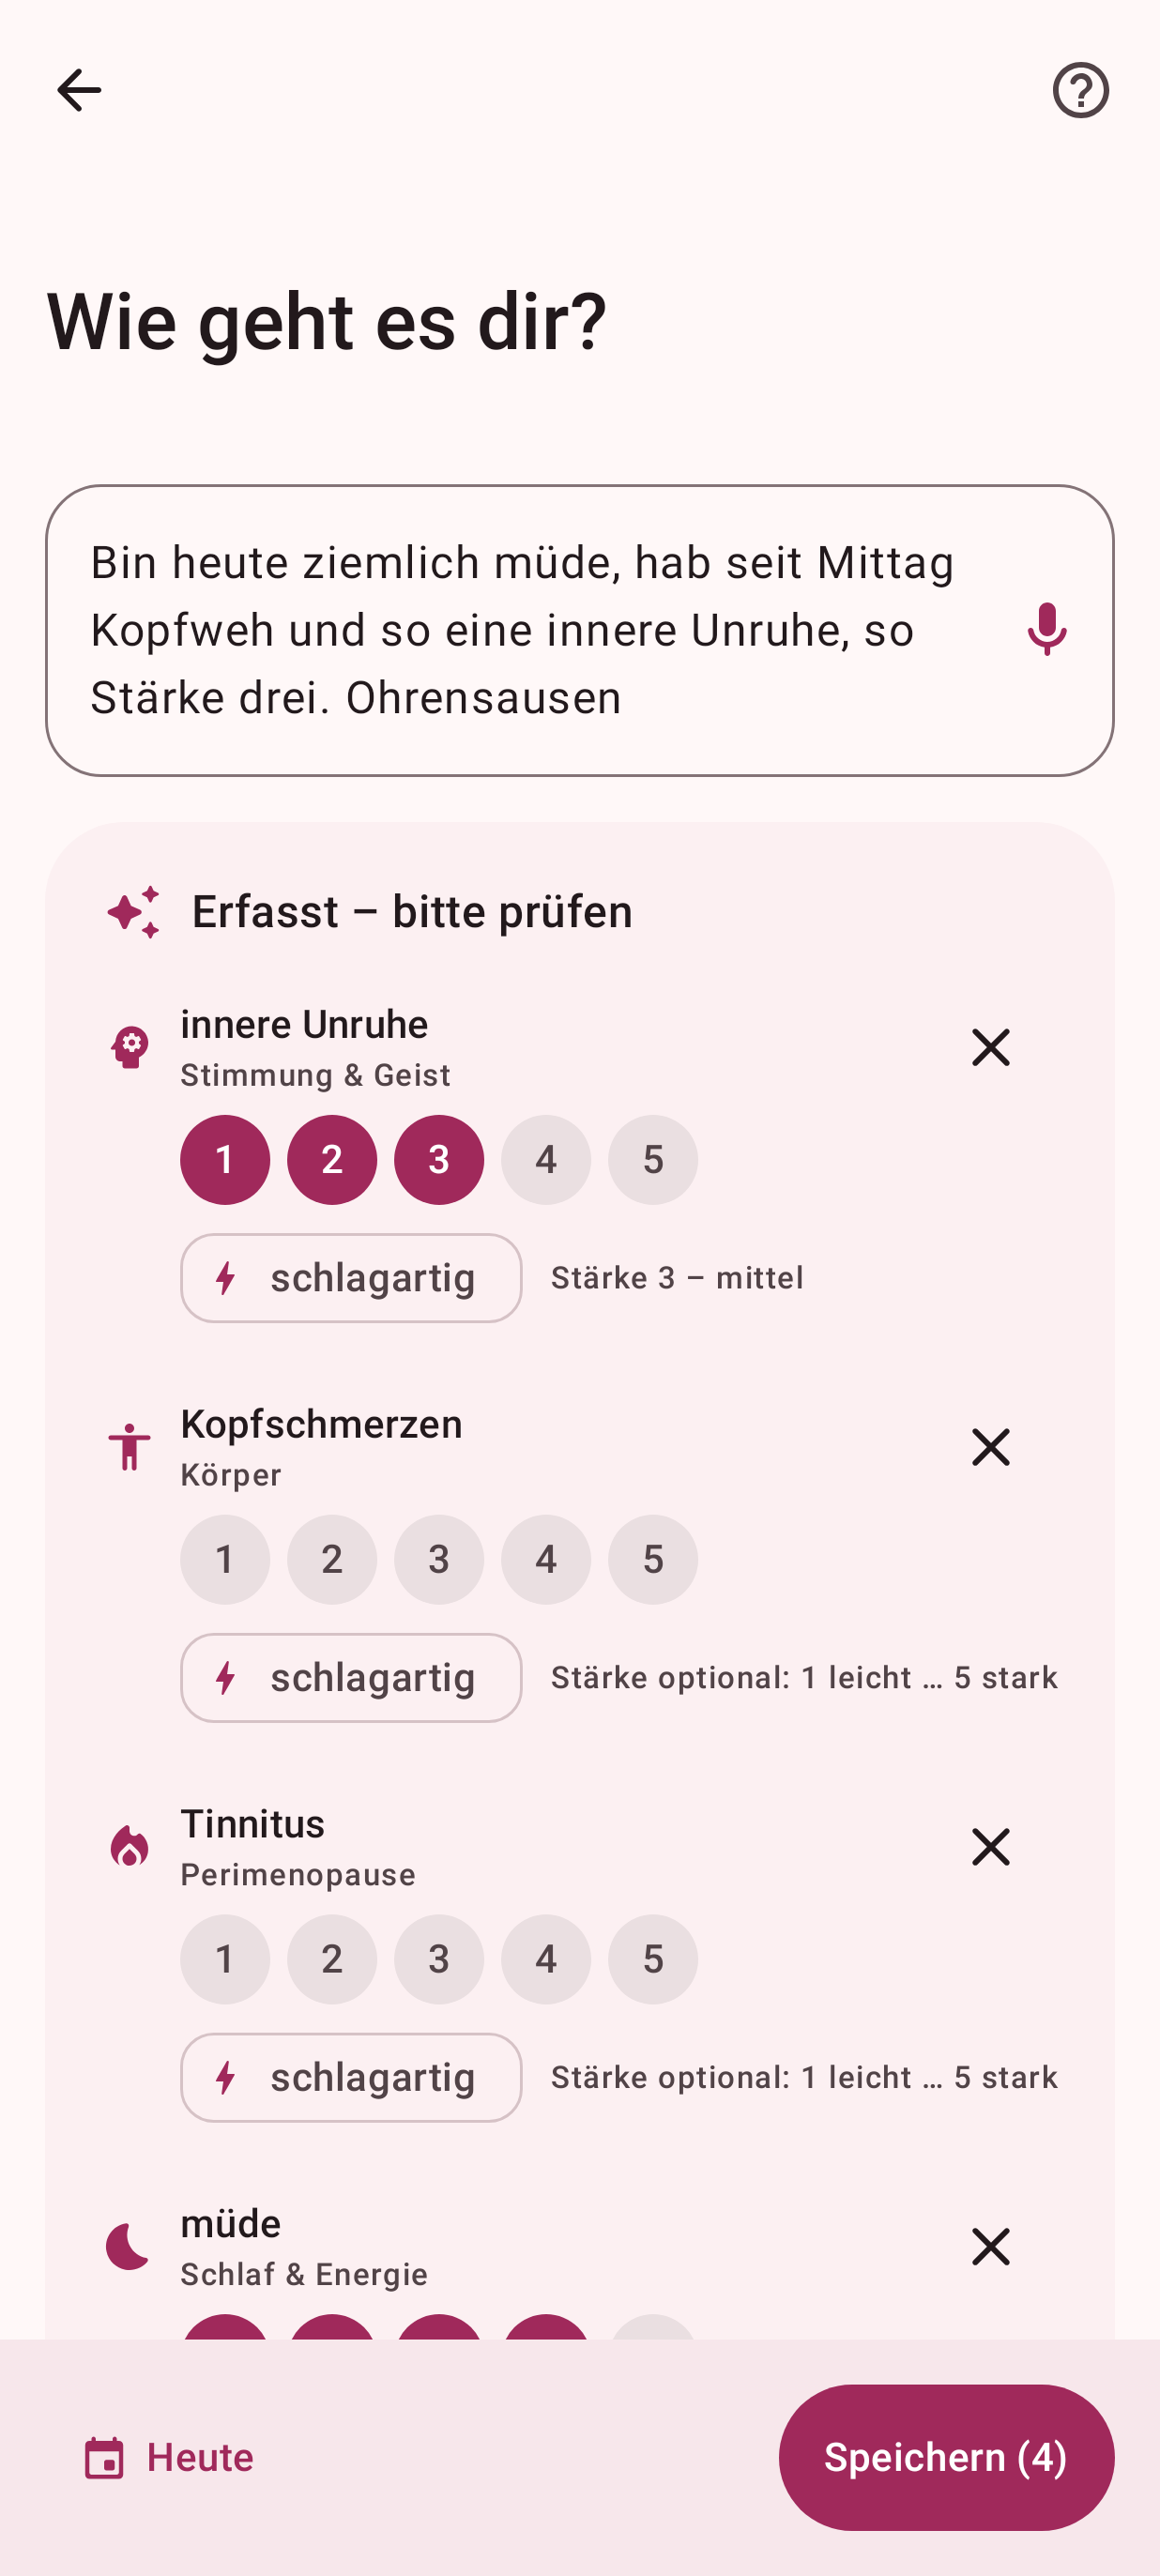 Wie geht es dir?
Bin heute ziemlich müde, hab seit Mittag
Kopfweh und so eine innere Unruhe, so
Stärke drei. Ohrensausen
Erfasst – bitte prüfen
innere Unruhe
Stimmung & Geist
1 2 3 4 5
schlagartig Stärke 3 – mittel
Kopfschmerzen
Körper
1 2 3 4 5
schlagartig Stärke optional: 1 leicht … 5 stark
Tinnitus
Perimenopause
1 2 3 4 5
schlagartig Stärke optional: 1 leicht … 5 stark
müde
Schlaf & Energie
Heute Speichern (4)